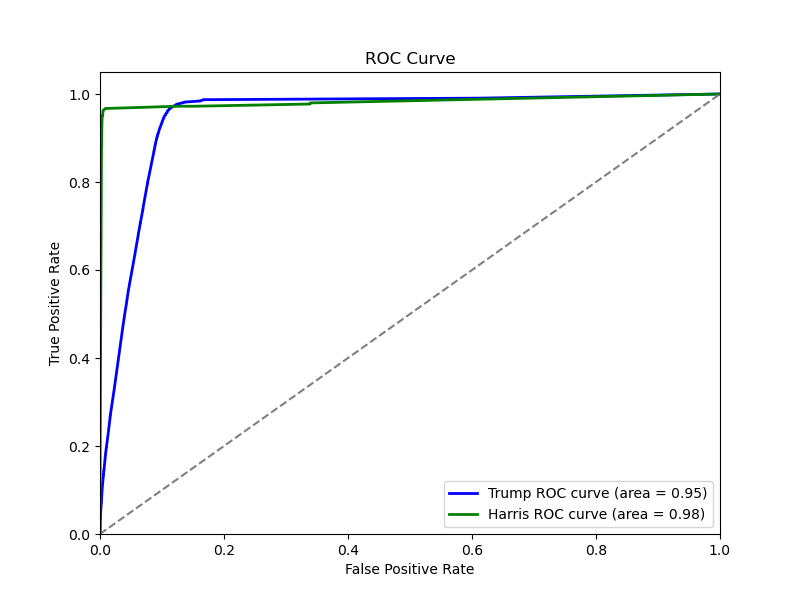 ROC Curve
True Positive Rate
1.0
0.8
0.6
0.4
0.2
0.0
0.0 0.2 0.4 0.6 0.8 1.0
False Positive Rate
Trump ROC curve (area = 0.95)
Harris ROC curve (area = 0.98)